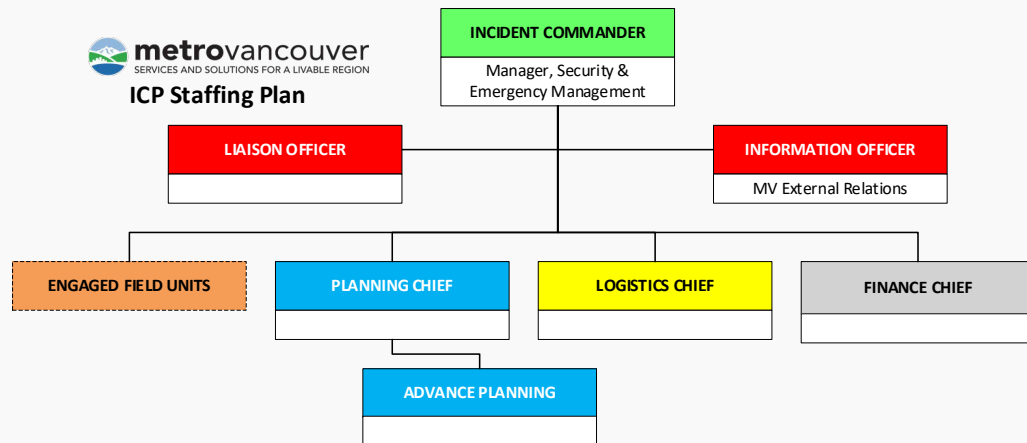 metrovancouver
SERVICES AND SOLUTIONS FOR A LIVABLE REGION
ICP Staffing Plan
INCIDENT COMMANDER
Manager, Security &
Emergency Management
LIAISON OFFICER
INFORMATION OFFICER
MV External Relations
ENGAGED FIELD UNITS
PLANNING CHIEF
LOGISTICS CHIEF
FINANCE CHIEF
ADVANCE PLANNING